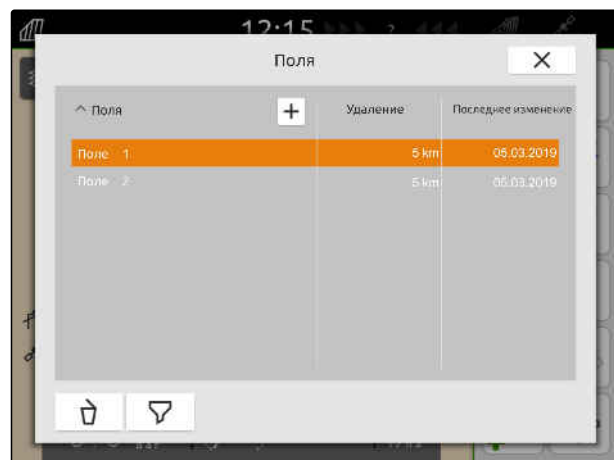 12:15
Поля
^ Поля + Удаление Последнее изменение
Поле 1 5 km 05.03.2019
Поле 2 5 km 05.03.2019